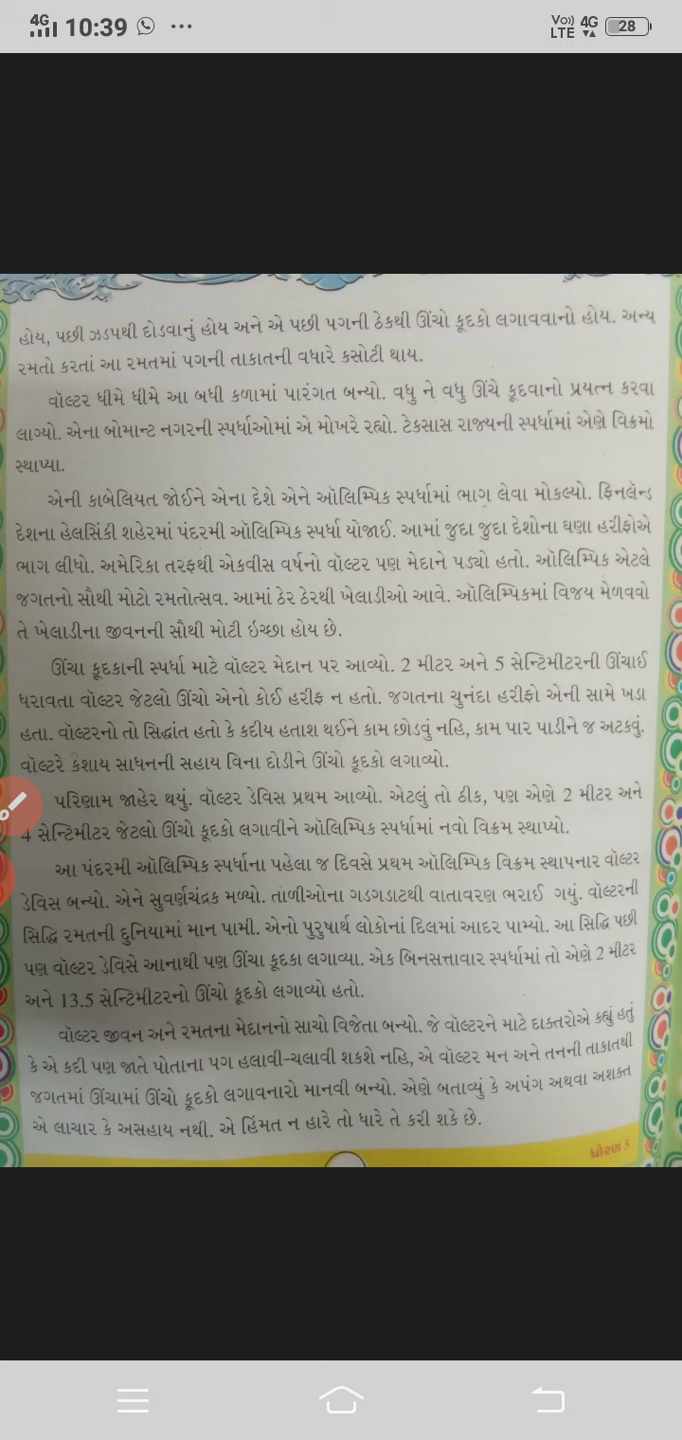 4G 10:39 Vo)) LTE 4G 28
હોય, પછી ઝડપથી દોડવાનું હોય અને એ પછી પગની ઠેકથી ઊંચો કૂદકો લગાવવાનો હોય. અન્ય
રમતો કરતાં આ રમતમાં પગની તાકાતની વધારે કસોટી થાય.
વૉલ્ટર ધીમે ધીમે આ બધી કળામાં પારંગત બન્યો. વધુ ને વધુ ઊંચે કૂદવાનો પ્રયત્ન કરવા
લાગ્યો. એના બોમાન્ટ નગરની સ્પર્ધાઓમાં એ મોખરે રહ્યો. ટેકસાસ રાજ્યની સ્પર્ધામાં એણે વિક્રમો
સ્થાપ્યા.
એની કાબેલિયત જોઈને એના દેશે એને ઑલિમ્પિક સ્પર્ધામાં ભાગ લેવા મોકલ્યો. ફિનલૅન્ડ
દેશના હેલસિંકી શહેરમાં પંદરમી ઑલિમ્પિક સ્પર્ધા યોજાઈ. આમાં જુદા જુદા દેશોના ઘણા હરીફોએ
ભાગ લીધો. અમેરિકા તરફથી એકવીસ વર્ષનો વૉલ્ટર પણ મેદાને પડ્યો હતો. ઑલિમ્પિક એટલે
જગતનો સૌથી મોટો રમતોત્સવ. આમાં ઠેર ઠેરથી ખેલાડીઓ આવે. ઑલિમ્પિકમાં વિજય મેળવવો
તે ખેલાડીના જીવનની સૌથી મોટી ઇચ્છા હોય છે.
ઊંચા કૂદકાની સ્પર્ધા માટે વૉલ્ટર મેદાન પર આવ્યો. 2 મીટર અને 5 સેન્ટિમીટરની ઊંચાઈ
ધરાવતા વૉલ્ટર જેટલો ઊંચો એનો કોઈ હરીફ ન હતો. જગતના ચુનંદા હરીફો એની સામે ખડા
હતા. વૉલ્ટરનો તો સિદ્ધાંત હતો કે કદીય હતાશ થઈને કામ છોડવું નહિ, કામ પાર પાડીને જ અટકવું.
વૉલ્ટરે કશાય સાધનની સહાય વિના દોડીને ઊંચો કૂદકો લગાવ્યો.
પરિણામ જાહેર થયું. વૉલ્ટર ડેવિસ પ્રથમ આવ્યો. એટલું તો ઠીક, પણ એણે 2 મીટર અને
4 સેન્ટિમીટર જેટલો ઊંચો કૂદકો લગાવીને ઑલિમ્પિક સ્પર્ધામાં નવો વિક્રમ સ્થાપ્યો.
આ પંદરમી ઑલિમ્પિક સ્પર્ધાના પહેલા જ દિવસે પ્રથમ ઑલિમ્પિક વિક્રમ સ્થાપનાર વૉલ્ટર
ડેવિસ બન્યો. એને સુવર્ણચંદ્રક મળ્યો. તાળીઓના ગડગડાટથી વાતાવરણ ભરાઈ ગયું. વૉલ્ટરની
સિદ્ધિ રમતની દુનિયામાં માન પામી. એનો પુરુષાર્થ લોકોનાં દિલમાં આદર પામ્યો. આ સિદ્ધિ પછી
પણ વૉલ્ટર ડેવિસે આનાથી પણ ઊંચા કૂદકા લગાવ્યા. એક બિનસત્તાવાર સ્પર્ધામાં તો એણે 2 મીટર
અને 13.5 સેન્ટિમીટરનો ઊંચો કૂદકો લગાવ્યો હતો.
વૉલ્ટર જીવન અને રમતના મેદાનનો સાચો વિજેતા બન્યો. જે વૉલ્ટરને માટે દાક્તરોએ કહ્યું હતું
કે એ કદી પણ જાતે પોતાના પગ હલાવી-ચલાવી શકશે નહિ, એ વૉલ્ટર મન અને તનની તાકાતથી
જગતમાં ઊંચામાં ઊંચો કૂદકો લગાવનારો માનવી બન્યો. એણે બતાવ્યું કે અપંગ અથવા અશક્ત
એ લાચાર કે અસહાય નથી. એ હિંમત ન હારે તો ધારે તે કરી શકે છે.
ધોરણ